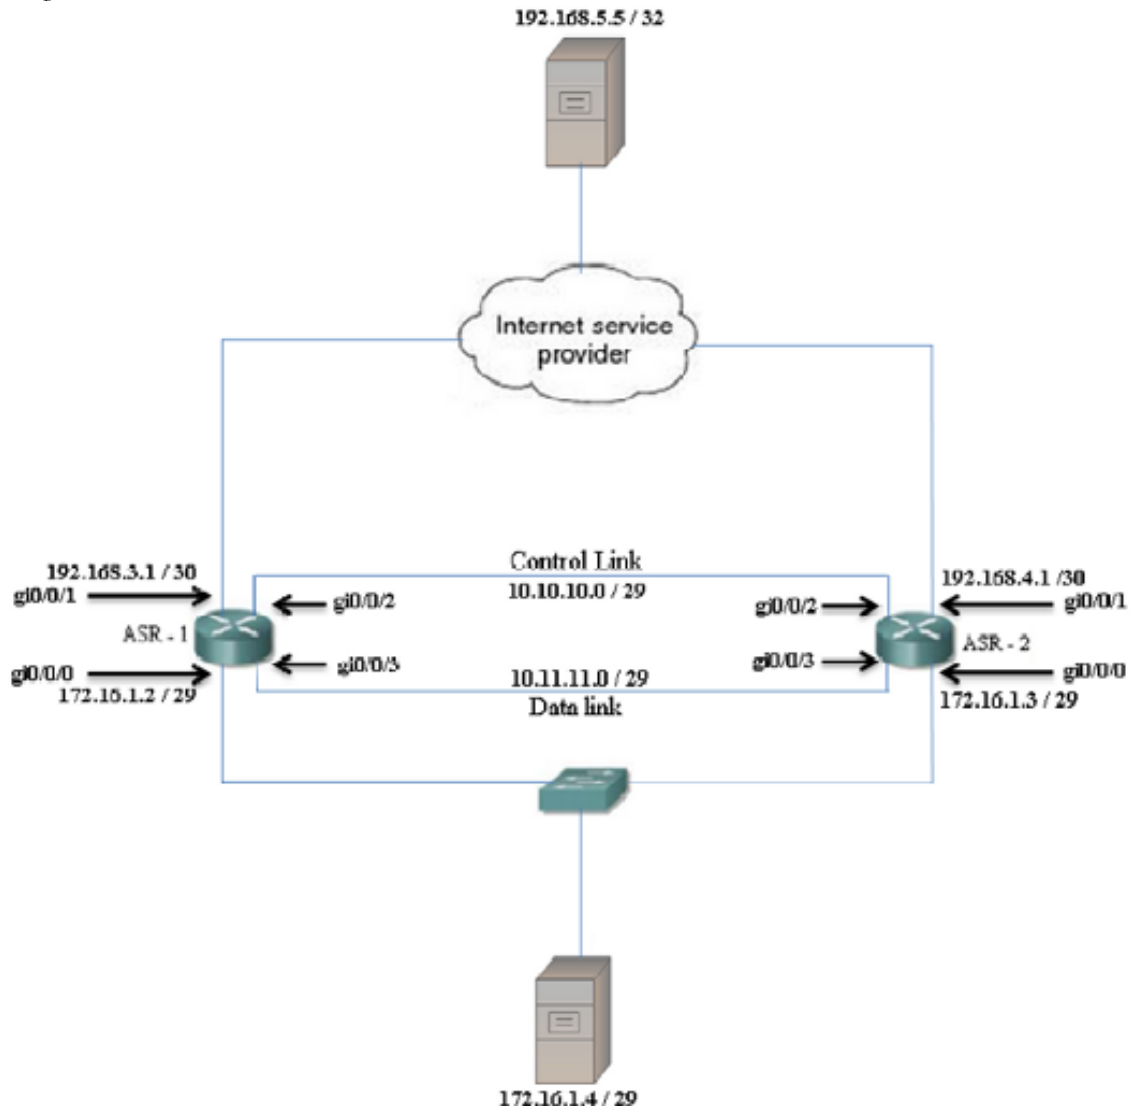 192.168.5.5 / 32
Internet service
provider
Control Link
10.10.10.0 / 29
192.168.3.1 / 30
gi0/0/1
gi0/0/2
ASR - 1
gi0/0/3
gi0/0/0
172.16.1.2 / 29
192.168.4.1 /30
gi0/0/2
gi0/0/1
ASR - 2
gi0/0/3
gi0/0/0
172.16.1.3 / 29
10.11.11.0 / 29
Data link
172.16.1.4 / 29